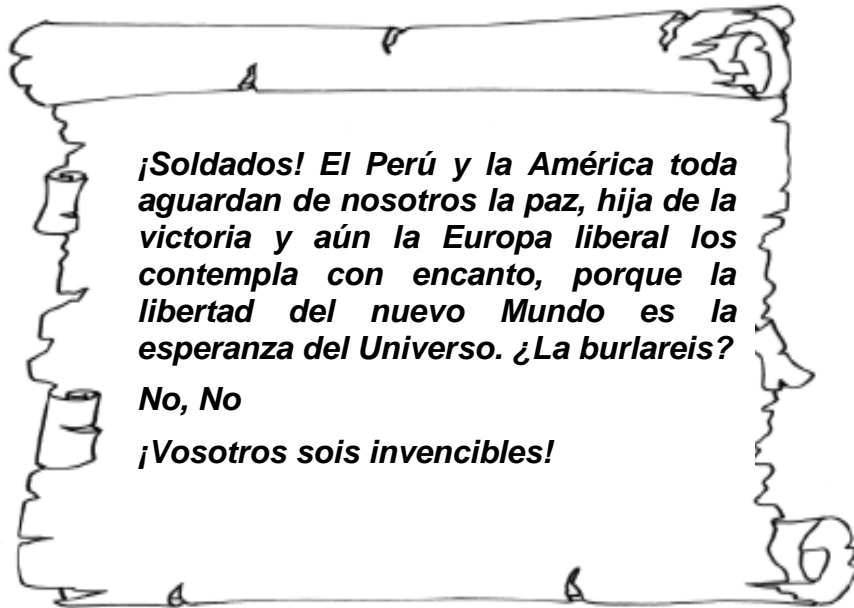 ¡Soldados! El Perú y la América toda
aguardan de nosotros la paz, hija de la
victoria y aún la Europa liberal los
contempla con encanto, porque la
libertad del nuevo Mundo es la
esperanza del Universo. ¿La burlareis?
No, No
¡Vosotros sois invencibles!